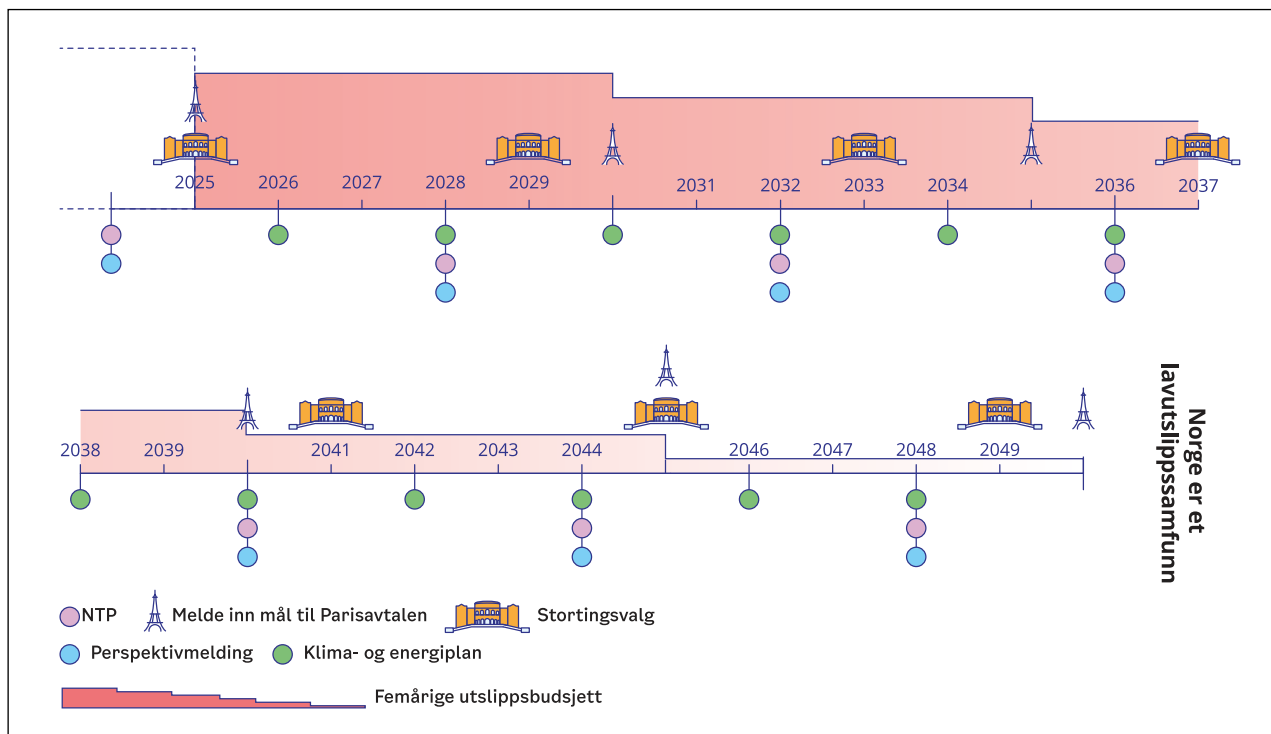 2025 2026 2027 2028 2029 2031 2032 2033 2034 2036 2037
2038 2039 2041 2042 2043 2044 2046 2047 2048 2049
Norge er et
lavutslippssamfunn
NTP Melde inn mål til Parisavtalen Stortingsvalg
Perspektivmelding Klima- og energiplan
Femårige utslippsbudsjett